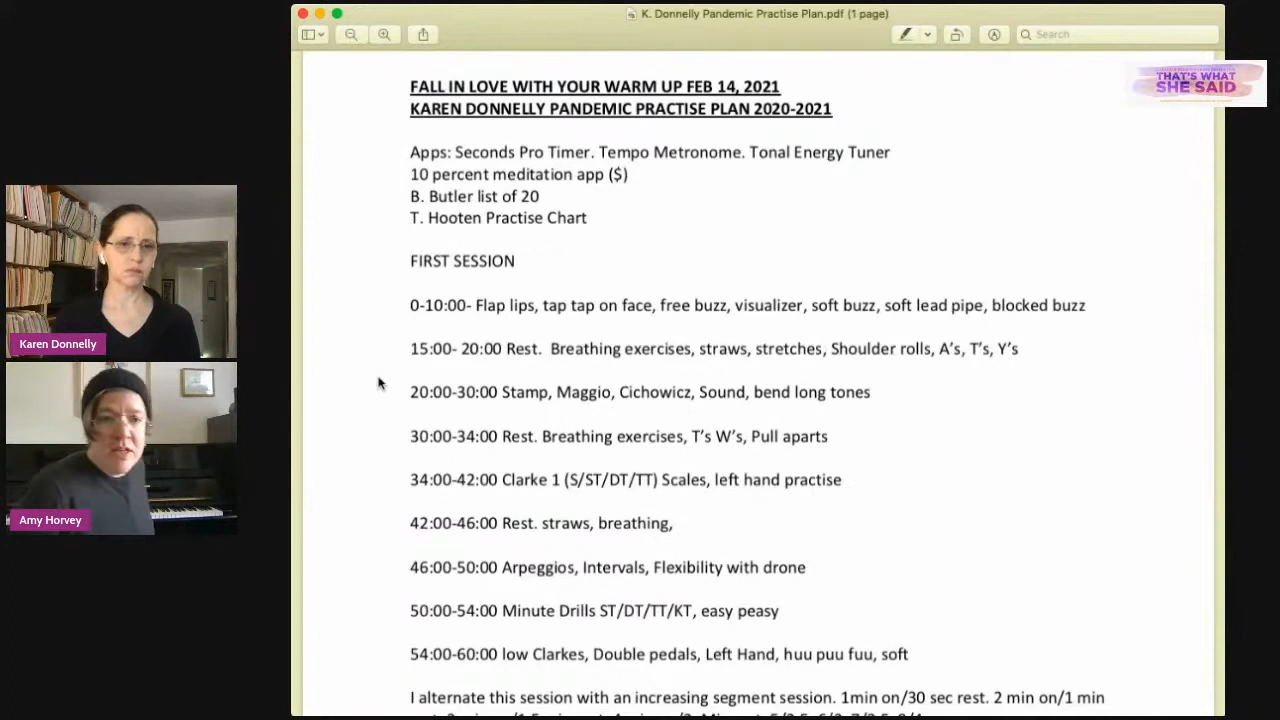 K. Donnelly Pandemic Practise Plan.pdf (1 page)
Search
THAT'S WHAT
SHE SAID
FALL IN LOVE WITH YOUR WARM UP FEB 14, 2021
KAREN DONNELLY PANDEMIC PRACTISE PLAN 2020-2021
Apps: Seconds Pro Timer. Tempo Metronome. Tonal Energy Tuner
10 percent meditation app ($)
B. Butler list of 20
T. Hooten Practise Chart
FIRST SESSION
0-10:00- Flap lips, tap tap on face, free buzz, visualizer, soft buzz, soft lead pipe, blocked buzz
15:00- 20:00 Rest.  Breathing exercises, straws, stretches, Shoulder rolls, A's, T's, Y's
20:00-30:00 Stamp, Maggio, Cichowicz, Sound, bend long tones
30:00-34:00 Rest. Breathing exercises, T's W's, Pull aparts
34:00-42:00 Clarke 1 (S/ST/DT/TT) Scales, left hand practise
42:00-46:00 Rest. straws, breathing,
46:00-50:00 Arpeggios, Intervals, Flexibility with drone
50:00-54:00 Minute Drills ST/DT/TT/KT, easy peasy
54:00-60:00 low Clarkes, Double pedals, Left Hand, huu puu fuu, soft
I alternate this session with an increasing segment session. 1min on/30 sec rest. 2 min on/1 min
Karen Donnelly
Amy Horvey